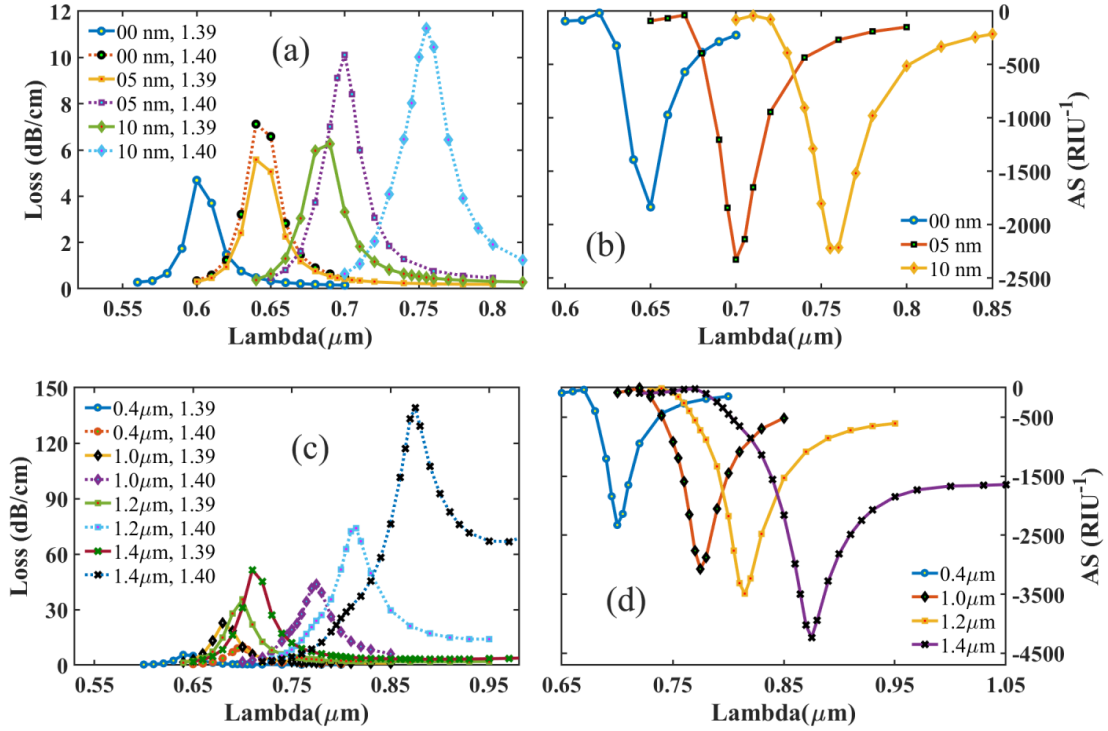 12
10
8
6
4
2
0
Loss (dB/cm)
00 nm, 1.39
00 nm, 1.40
05 nm, 1.39
05 nm, 1.40
10 nm, 1.39
10 nm, 1.40
(a)
0.55 0.6 0.65 0.7 0.75 0.8
Lambda(μm)
0
-500
-1000
-1500
-2000
-2500
AS (RIU⁻¹)
(b)
00 nm
05 nm
10 nm
0.6 0.65 0.7 0.76 0.8 0.85
Lambda(μm)
150
120
90
60
30
0
Loss (dB/cm)
0.4μm, 1.39
0.4μm, 1.40
1.0μm, 1.39
1.0μm, 1.40
1.2μm, 1.39
1.2μm, 1.40
1.4μm, 1.39
1.4μm, 1.40
(c)
0.55 0.65 0.75 0.85 0.95
Lambda(μm)
0
-500
-1500
-2500
-3500
-4500
AS (RIU⁻¹)
(d)
0.4μm
1.0μm
1.2μm
1.4μm
0.65 0.75 0.85 0.95 1.05
Lambda(μm)